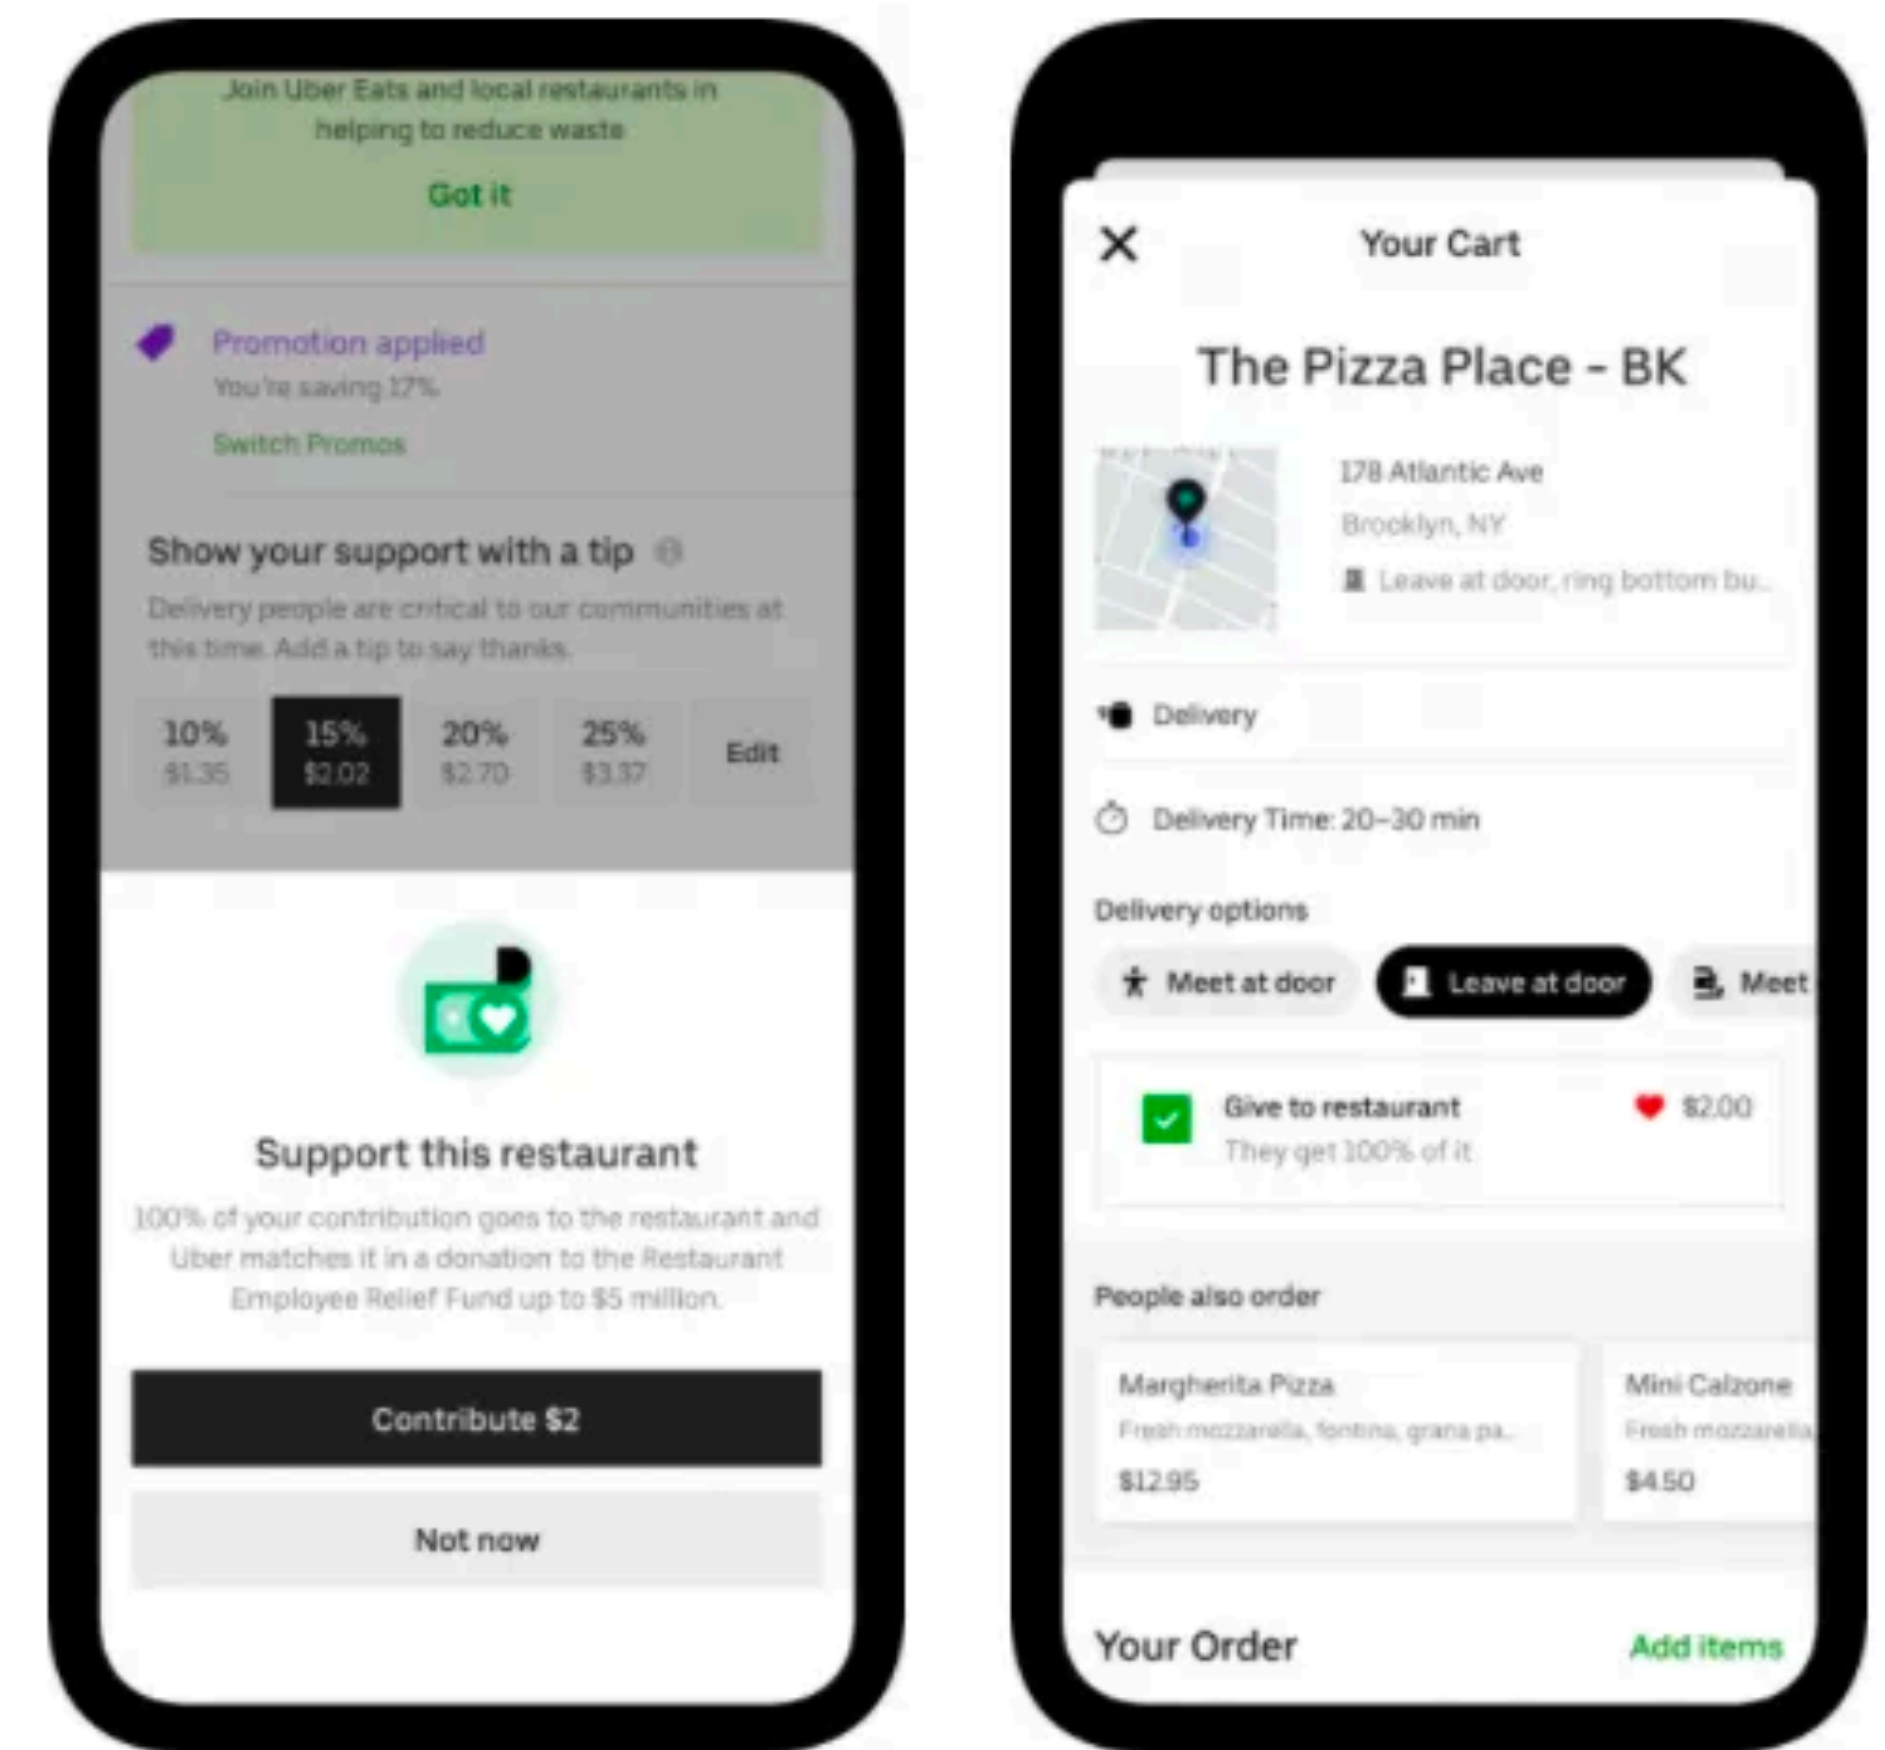 Join Uber Eats and local restaurants in
helping to reduce waste
Got it
Promotion applied
You're saving 17%
Switch Promos
Show your support with a tip
Delivery people are critical to our communities at
this time. Add a tip to say thanks.
10%
$1.35
15%
$2.02
20%
$2.70
25%
$3.37
Edit
Support this restaurant
100% of your contribution goes to the restaurant and
Uber matches it in a donation to the Restaurant
Employee Relief Fund up to $5 million.
Contribute $2
Not now
Your Cart
The Pizza Place - BK
178 Atlantic Ave
Brooklyn, NY
Leave at door, ring bottom bu...
Delivery
Delivery Time: 20–30 min
Delivery options
Meet at door
Leave at door
Meet
Give to restaurant
$2.00
They get 100% of it
People also order
Margherita Pizza
Fresh mozzarella, fontina, grana pa...
$12.95
Mini Calzone
Fresh mozzarella,
$4.50
Your Order
Add items